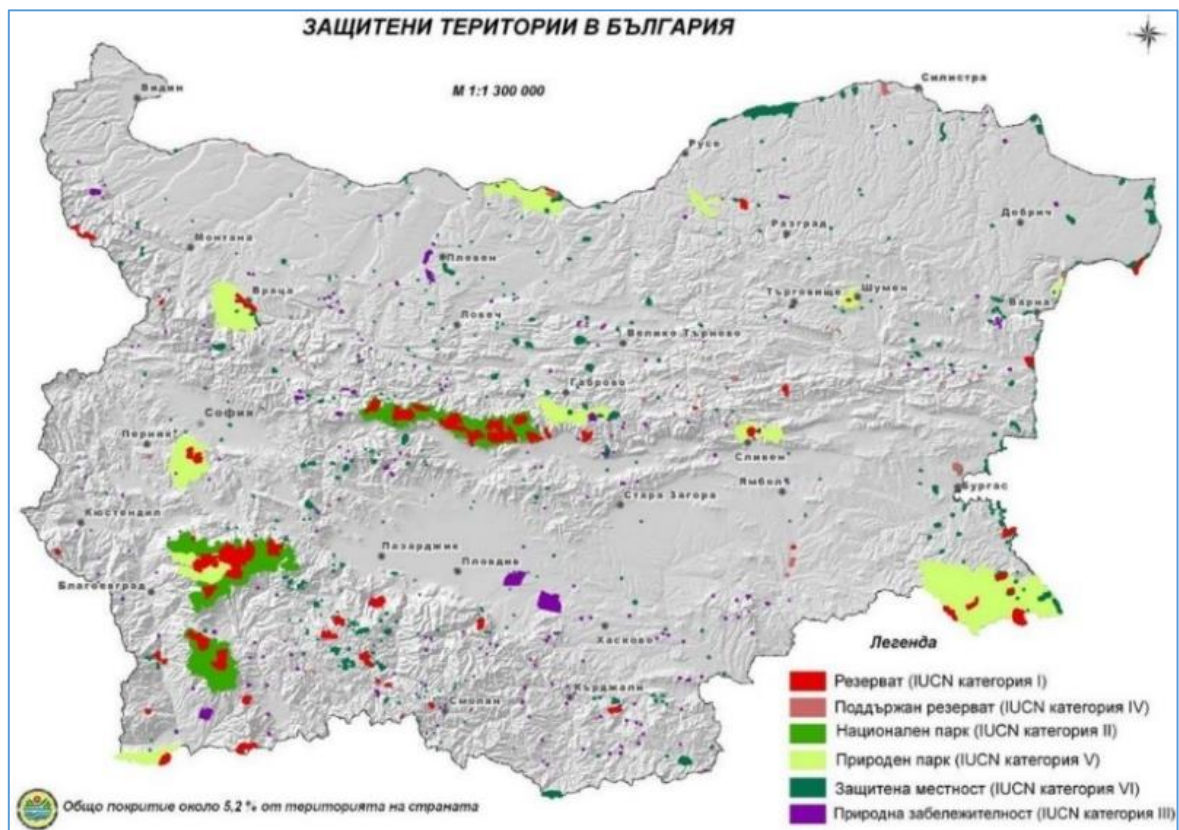 ЗАЩИТЕНИ ТЕРИТОРИИ В БЪЛГАРИЯ
М 1:1 300 000
Видин
Силистра
Русе
Добрич
Монтана
Плевен
Разград
Враца
Търговище
Шумен
Варна
Ловеч
Велико Търново
Габрово
София
Перник
Сливен
Ямбол
Бургас
Стара Загора
Кюстендил
Пазарджик
Пловдив
Благоевград
Хасково
Кърджали
Смолян
Легенда
Резерват (IUCN категория I)
Поддържан резерват (IUCN категория IV)
Национален парк (IUCN категория II)
Природен парк (IUCN категория V)
Защитена местност (IUCN категория VI)
Природна забележителност (IUCN категория III)
Общо покритие около 5,2 % от територията на страната